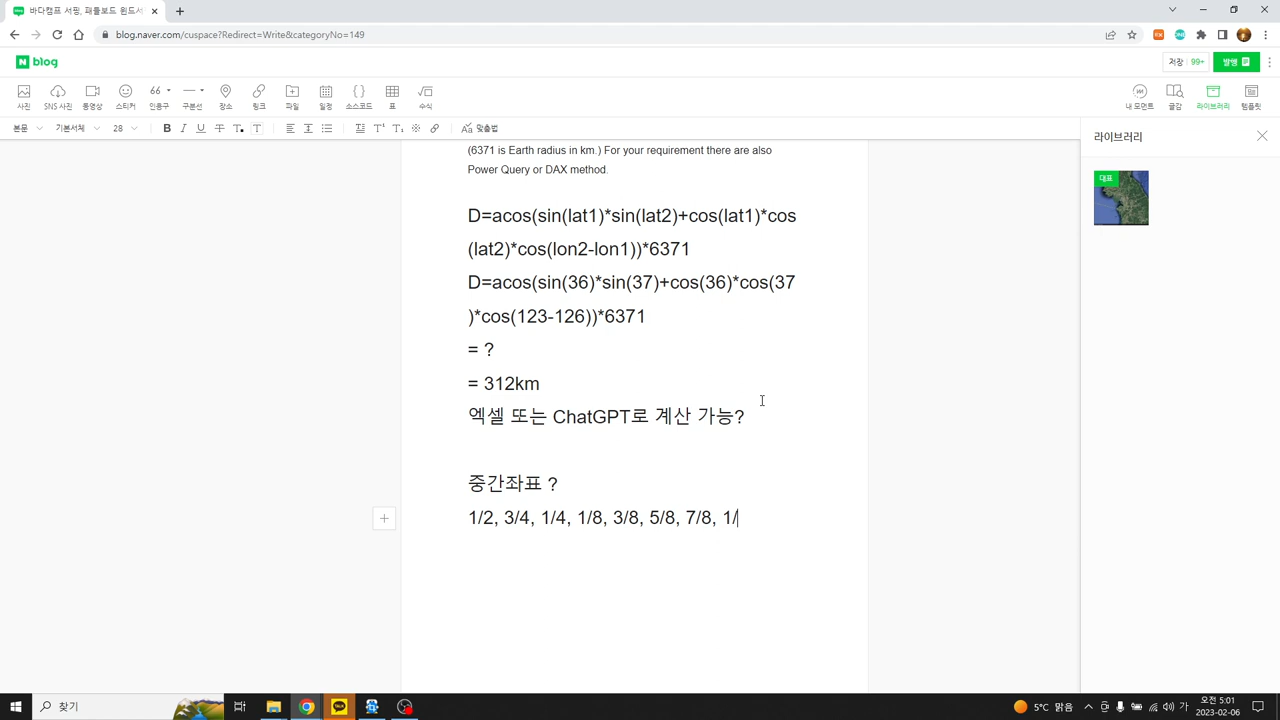 바다캠프 서핑, 패들보드 윈드서
blog.naver.com/cuspace?Redirect=Write&categoryNo=149
N blog
저장 99+
발행
사진
SNS 사진
동영상
스티커
인용구
구분선
장소
링크
파일
일정
소스코드
표
수식
내 모먼트
글감
라이브러리
템플릿
본문
기본서체
28
맞춤법
라이브러리
대표
(6371 is Earth radius in km.) For your requirement there are also
Power Query or DAX method.
D=acos(sin(lat1)*sin(lat2)+cos(lat1)*cos
(lat2)*cos(lon2-lon1))*6371
D=acos(sin(36)*sin(37)+cos(36)*cos(37
)*cos(123-126))*6371
= ?
= 312km
엑셀 또는 ChatGPT로 계산 가능?
중간좌표 ?
1/2, 3/4, 1/4, 1/8, 3/8, 5/8, 7/8, 1/
찾기
5°C 맑음
가
오전 5:01
2023-02-06